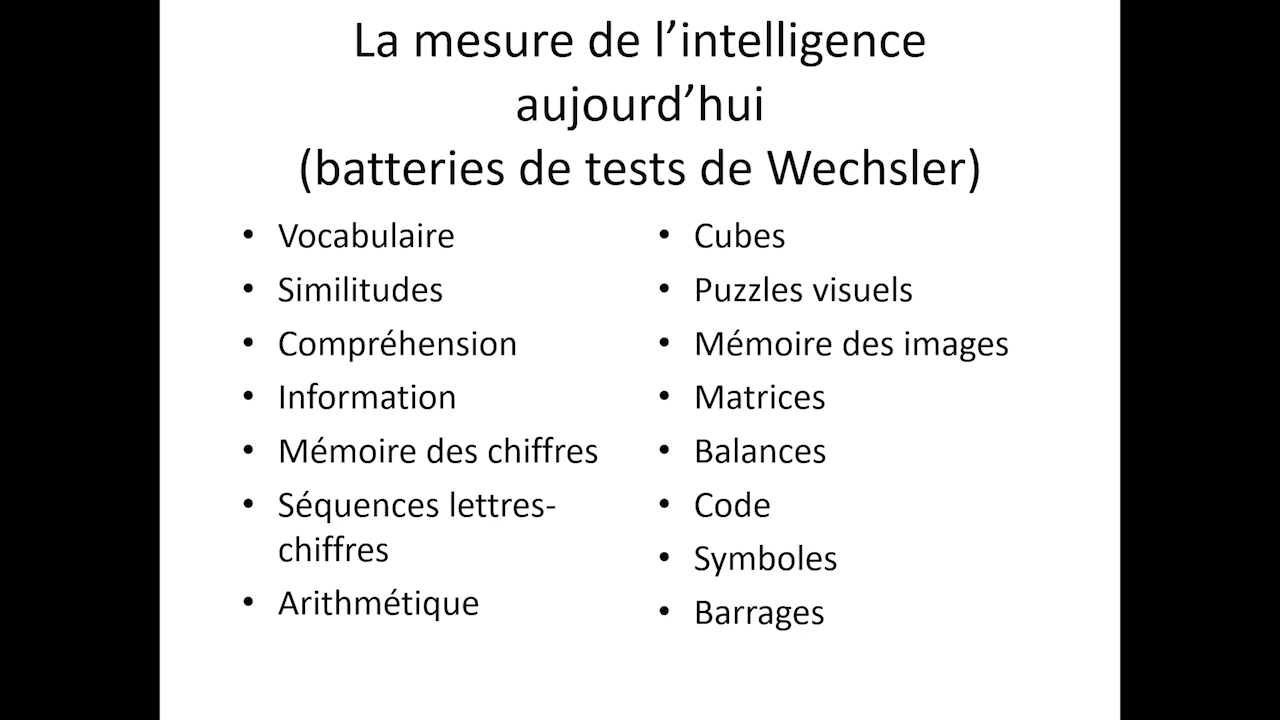 La mesure de l’intelligence
aujourd’hui
(batteries de tests de Wechsler)
• Vocabulaire
• Similitudes
• Compréhension
• Information
• Mémoire des chiffres
• Séquences lettres-
chiffres
• Arithmétique
• Cubes
• Puzzles visuels
• Mémoire des images
• Matrices
• Balances
• Code
• Symboles
• Barrages